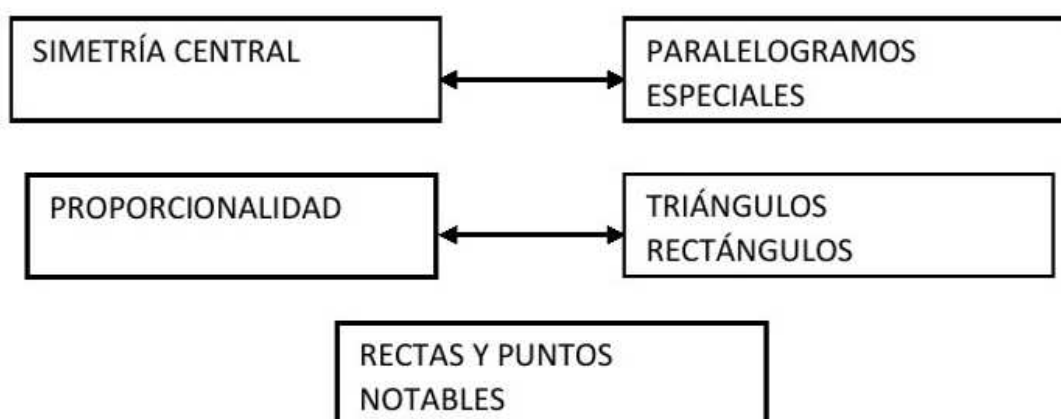 SIMETRÍA CENTRAL
PARALELOGRAMOS
ESPECIALES
PROPORCIONALIDAD
TRIÁNGULOS
RECTÁNGULOS
RECTAS Y PUNTOS
NOTABLES